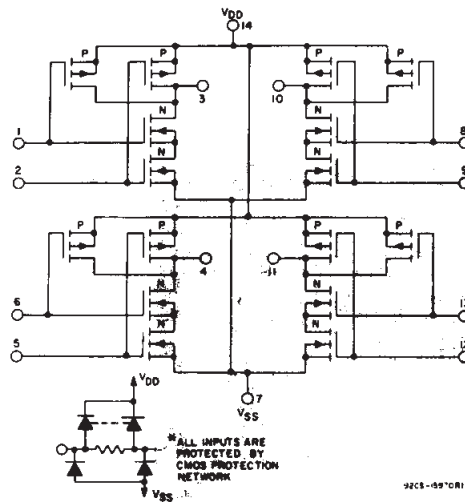 VDD
14
P P P P
3 10
N N
1 8
N N
2 9
P P P P
4 11
N N
6
N N
5
7
VSS
VDD
*ALL INPUTS ARE
PROTECTED BY
CMOS PROTECTION
NETWORK
VSS